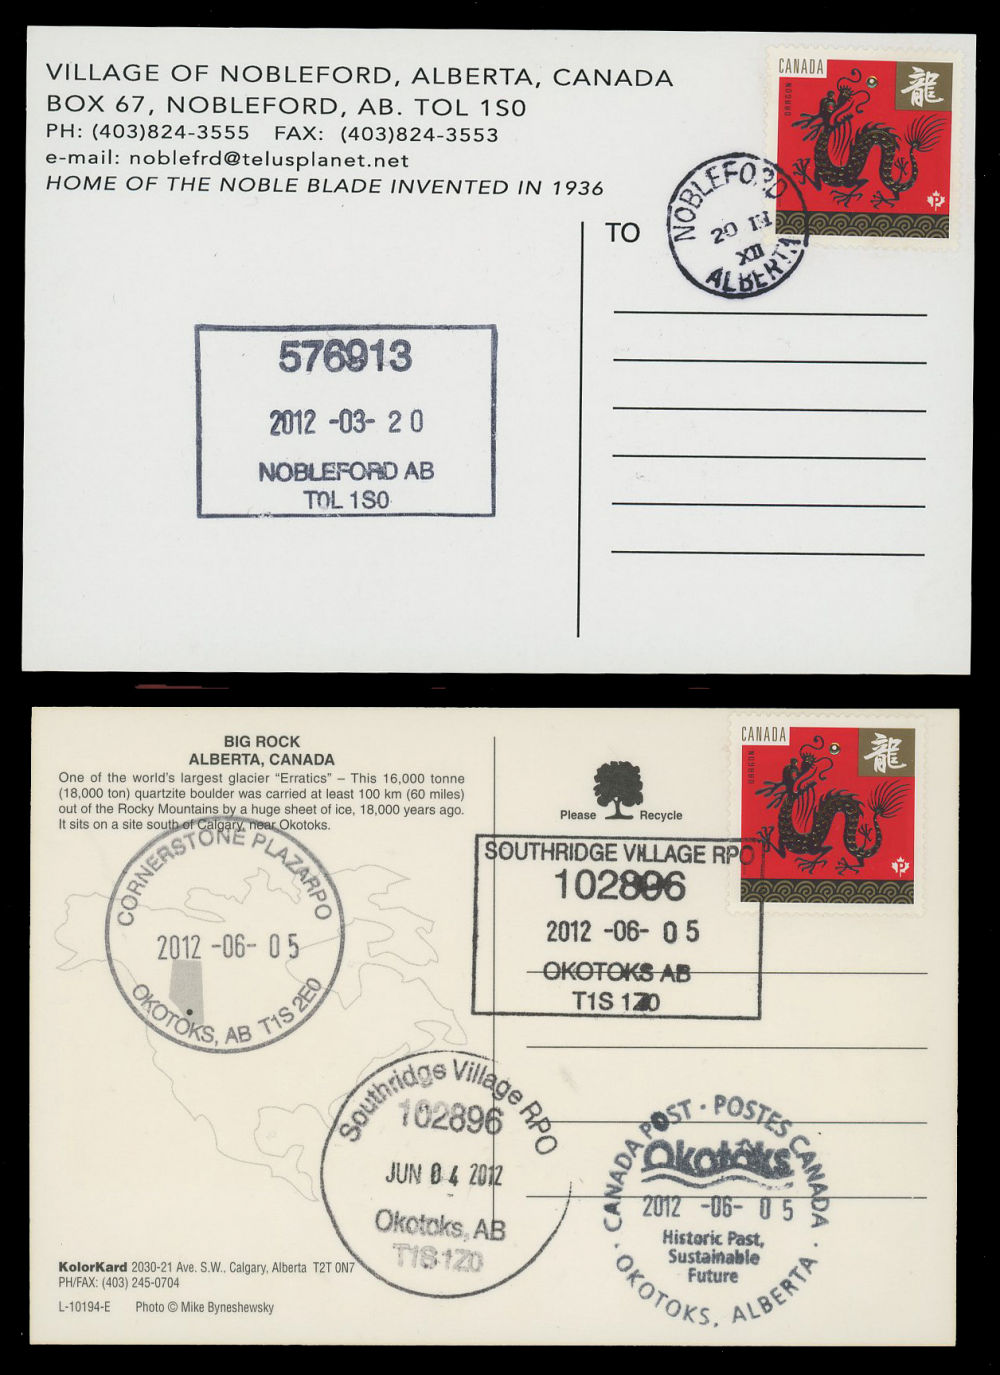 VILLAGE OF NOBLEFORD, ALBERTA, CANADA
BOX 67, NOBLEFORD, AB. TOL 1S0
PH: (403)824-3555 FAX: (403)824-3553
e-mail: noblefrd@telusplanet.net
HOME OF THE NOBLE BLADE INVENTED IN 1936
CANADA
龍
DRAGON
P
TO
NOBLEFORD
20 III
XII
ALBERTA
576913
2012 -03- 20
NOBLEFORD AB
T0L 1S0
BIG ROCK
ALBERTA, CANADA
One of the world's largest glacier "Erratics" – This 16,000 tonne
(18,000 ton) quartzite boulder was carried at least 100 km (60 miles)
out of the Rocky Mountains by a huge sheet of ice, 18,000 years ago.
It sits on a site south of Calgary, near Okotoks.
Please Recycle
CANADA
龍
DRAGON
P
CORNERSTONE PLAZARPO
2012 -06- 05
OKOTOKS, AB T1S 2E0
SOUTHRIDGE VILLAGE RPO
102896
2012 -06- 05
OKOTOKS AB
T1S 1Z0
Southridge Village RPO
102896
JUN 04 2012
Okotoks, AB
T1S 1Z0
CANADA POST · POSTES CANADA
Okotoks
2012 -06- 05
Historic Past,
Sustainable
Future
· OKOTOKS, ALBERTA ·
KolorKard 2030-21 Ave. S.W., Calgary, Alberta T2T 0N7
PH/FAX: (403) 245-0704
L-10194-E Photo © Mike Byneshewsky